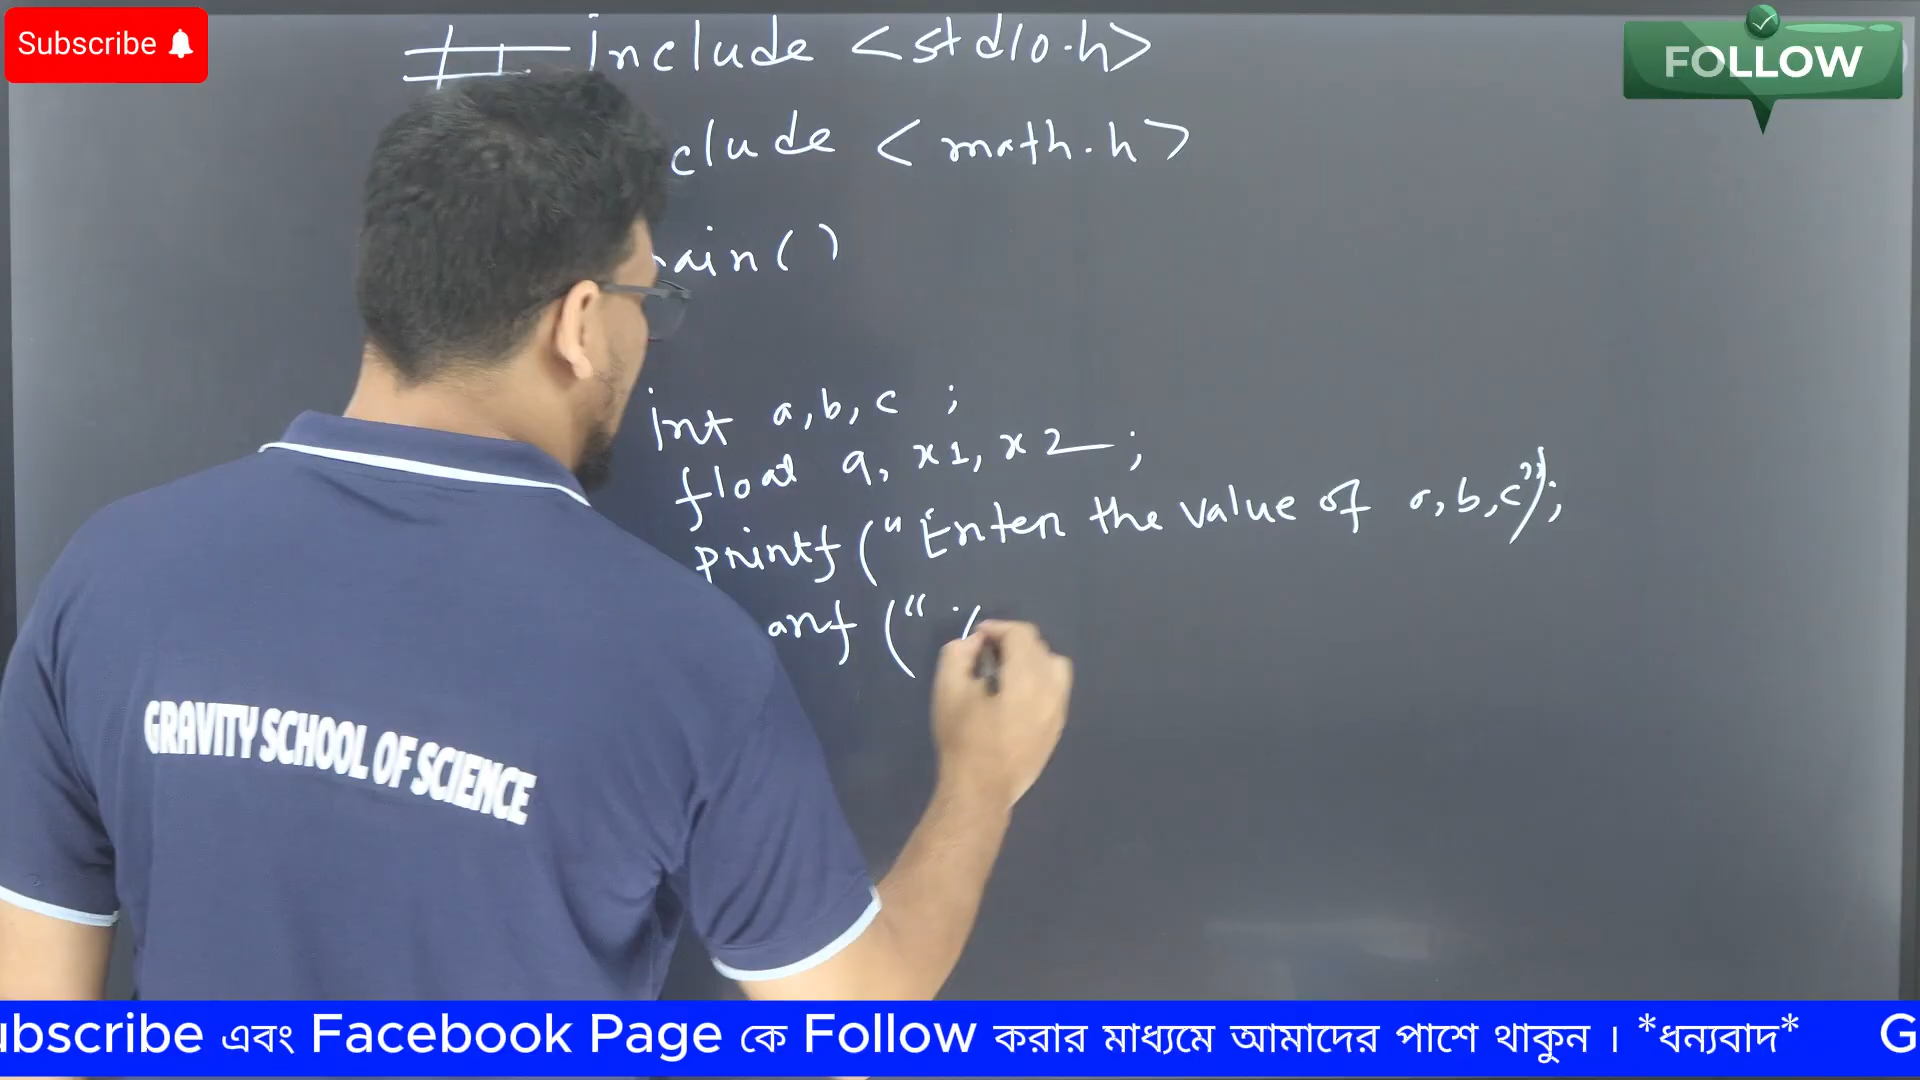 Subscribe
FOLLOW
include <stdio.h>
clude <math.h>
ain()
int a,b,c ;
float q, x1, x2 ;
printf("Enter the value of a,b,c");
anf (" %
GRAVITY SCHOOL OF SCIENCE
ubscribe এবং Facebook Page কে Follow করার মাধ্যমে আমাদের পাশে থাকুন । *ধন্যবাদ* G